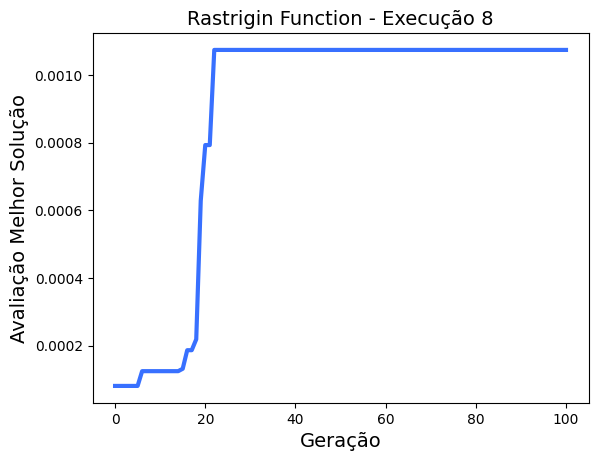 Rastrigin Function - Execução 8
Avaliação Melhor Solução
0.0010
0.0008
0.0006
0.0004
0.0002
0 20 40 60 80 100
Geração